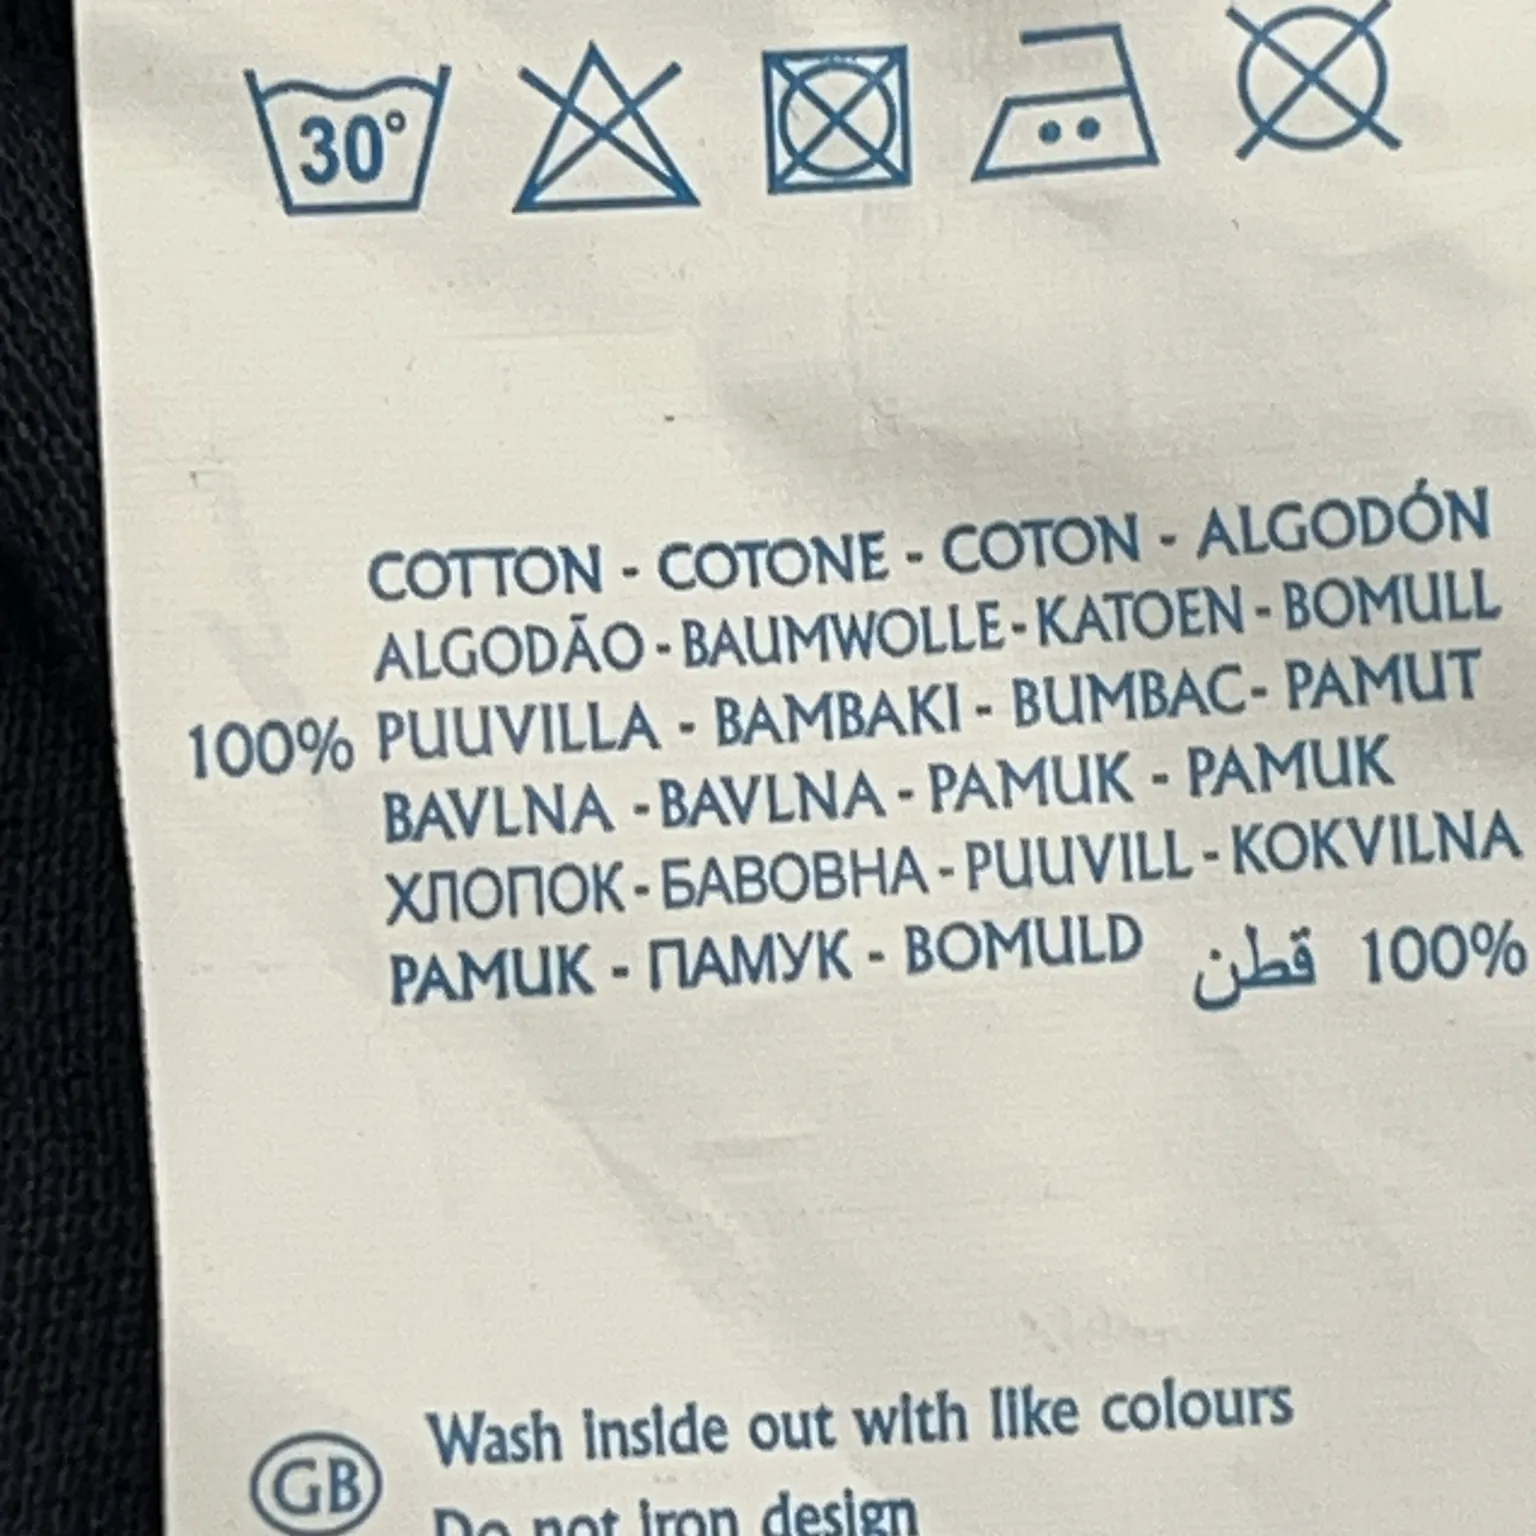 30°
COTTON - COTONE - COTON - ALGODÓN
ALGODÃO - BAUMWOLLE - KATOEN - BOMULL
100% PUUVILLA - BAMBAKI - BUMBAC - PAMUT
BAVLNA - BAVLNA - PAMUK - PAMUK
ХЛОПОК - БАВОВНА - PUUVILL - KOKVILNA
PAMUK - ПАМУК - BOMULD قطن 100%
GB Wash inside out with like colours
Do not iron design